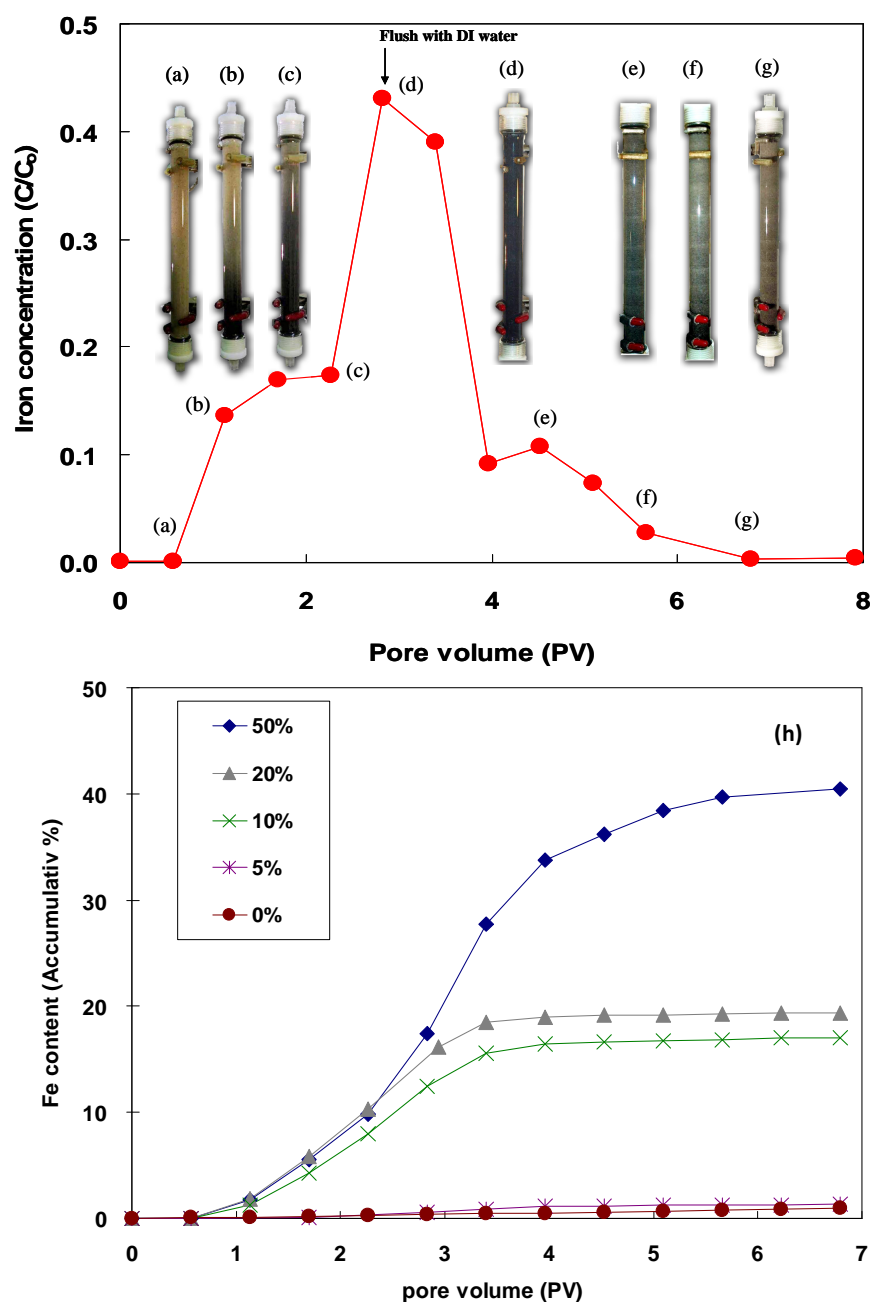 0.5
Flush with DI water
(a)
(b)
(c)
(d)
(d)
(e)
(f)
(g)
0.4
0.3
0.2
(c)
(b)
(e)
0.1
(a)
(f)
(g)
0.0
0
2
4
6
8
Iron concentration (C/Co)
Pore volume (PV)
50
(h)
50%
20%
10%
5%
0%
40
30
20
10
0
Fe content (Accumulativ %)
0
1
2
3
4
5
6
7
pore volume (PV)